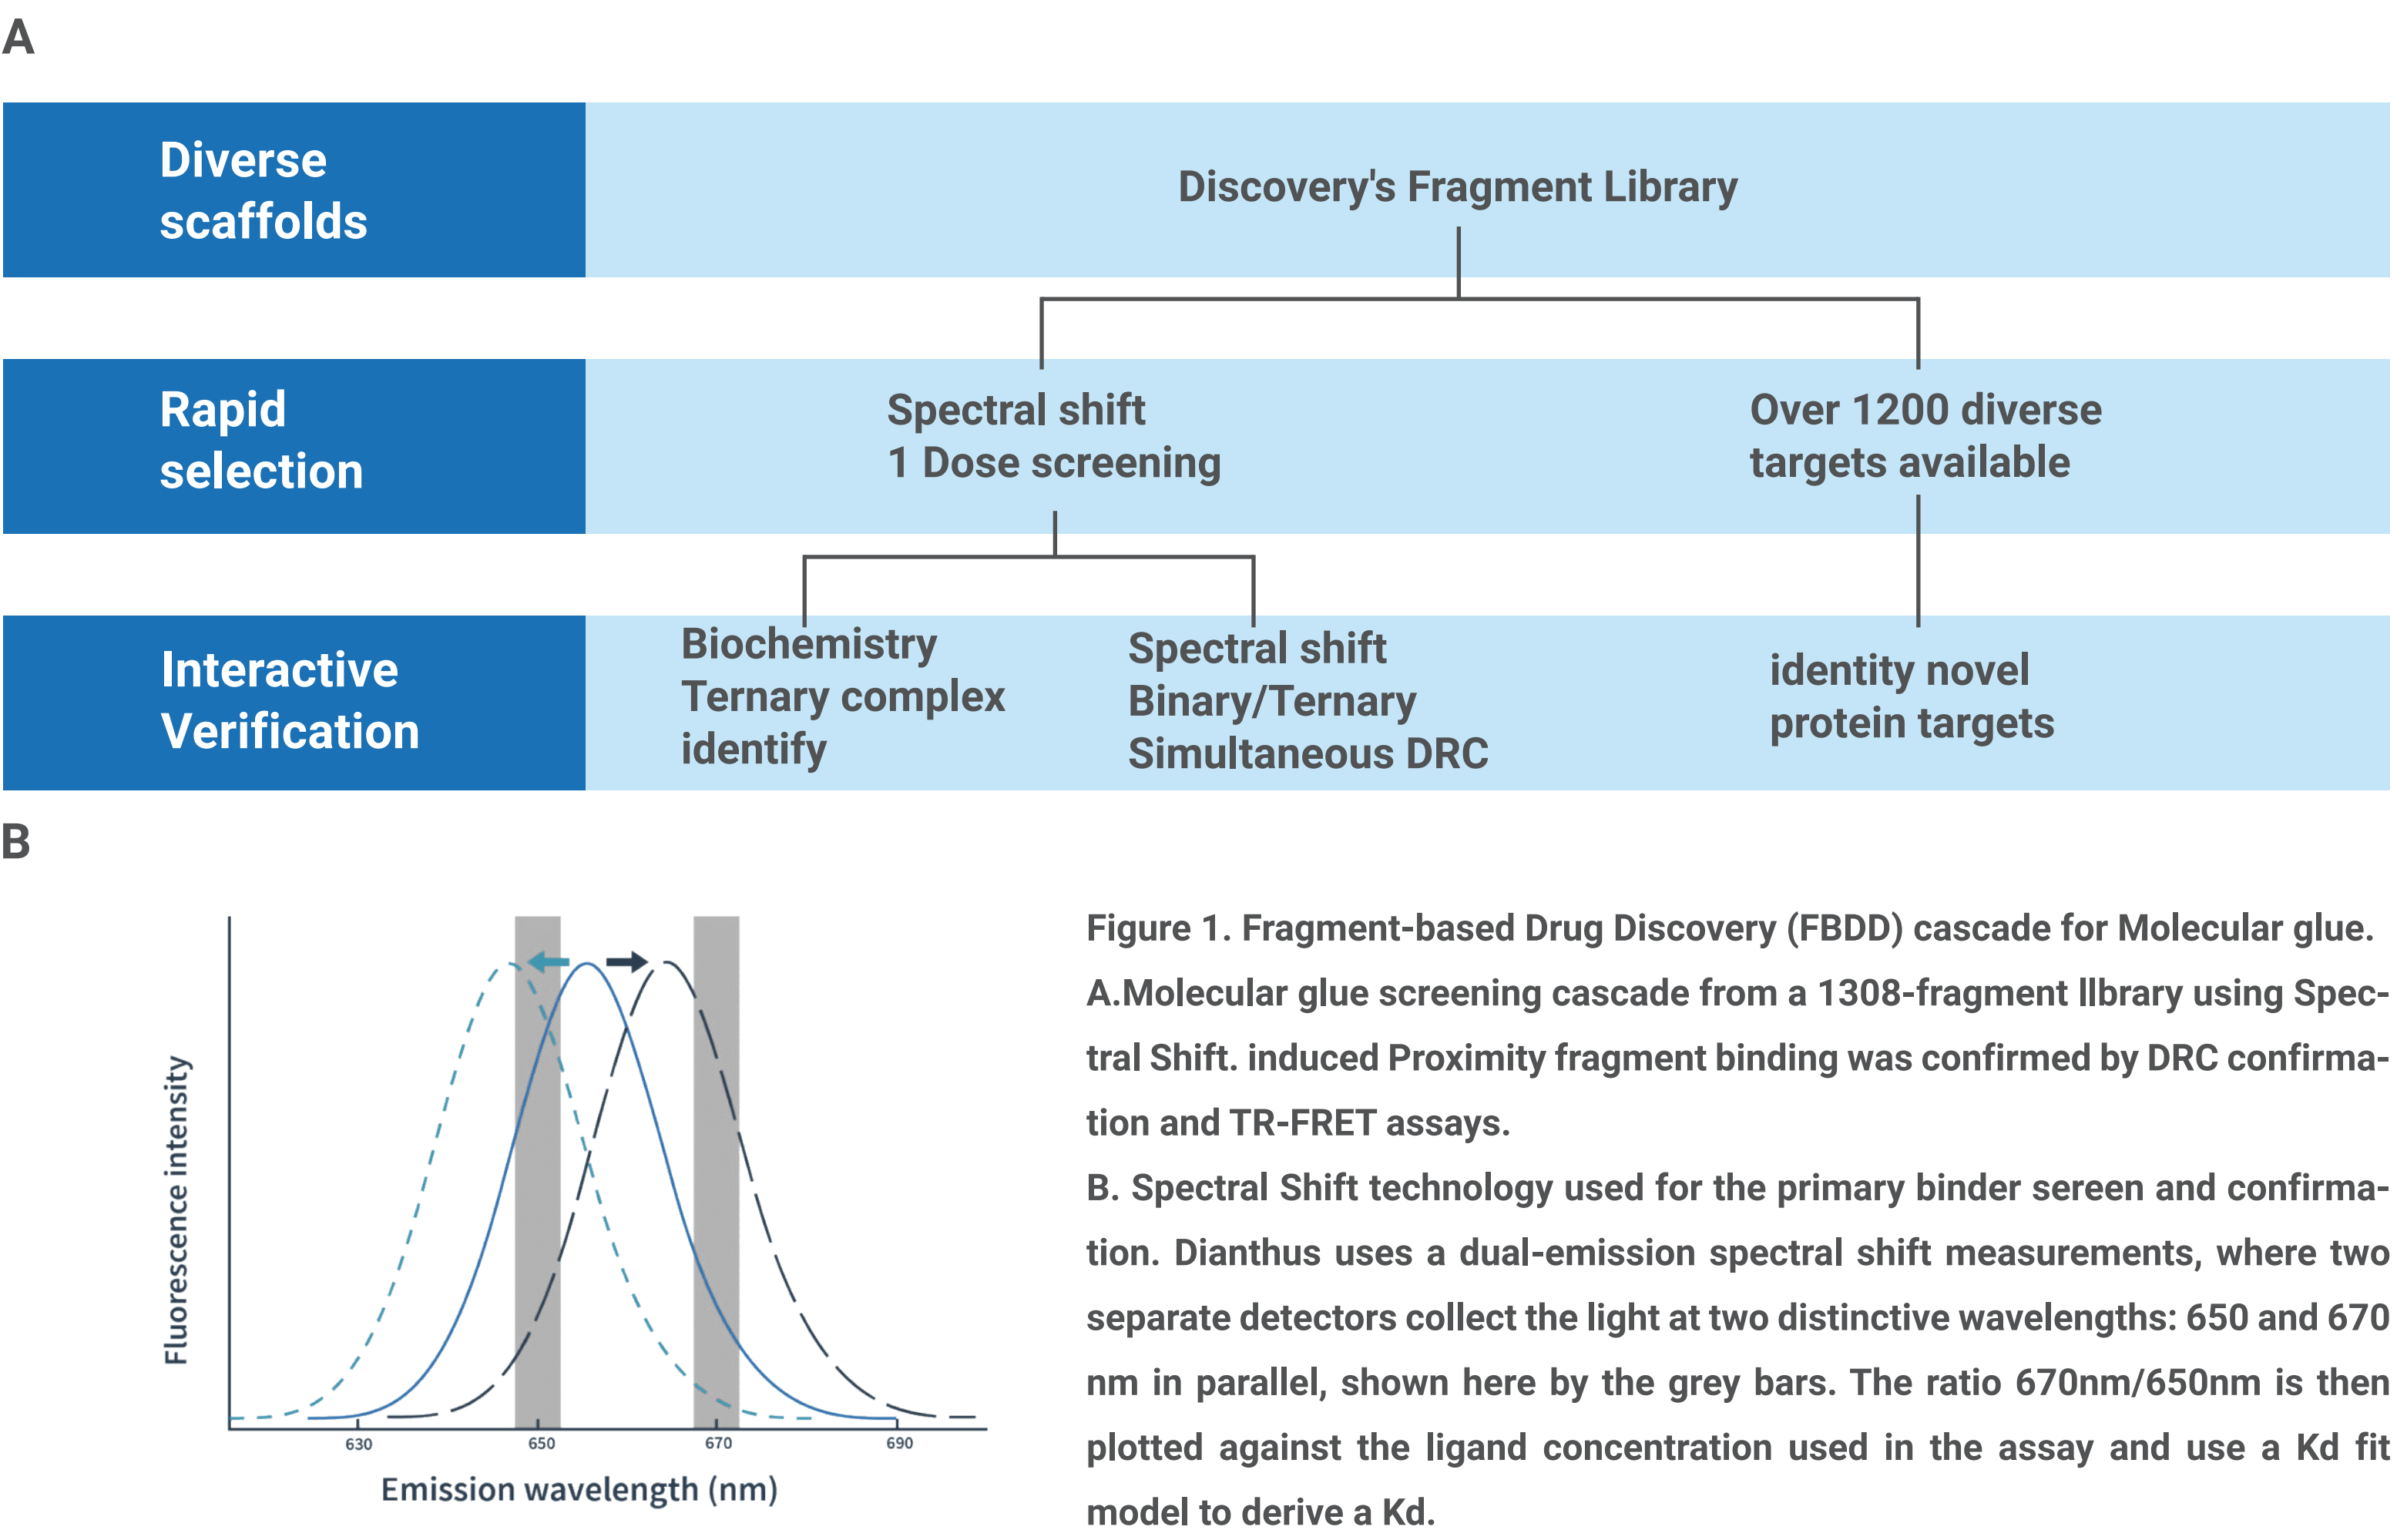 A
Diverse
scaffolds
Discovery's Fragment Library
Rapid
selection
Spectral shift
1 Dose screening
Over 1200 diverse
targets available
Interactive
Verification
Biochemistry
Ternary complex
identify
Spectral shift
Binary/Ternary
Simultaneous DRC
identity novel
protein targets
B
Fluorescence intensity
630
650
670
690
Emission wavelength (nm)
Figure 1. Fragment-based Drug Discovery (FBDD) cascade for Molecular glue.
A.Molecular glue screening cascade from a 1308-fragment lIbrary using Spec-
tral Shift. induced Proximity fragment binding was confirmed by DRC confirma-
tion and TR-FRET assays.
B. Spectral Shift technology used for the primary binder sereen and confirma-
tion. Dianthus uses a dual-emission spectral shift measurements, where two
separate detectors collect the light at two distinctive wavelengths: 650 and 670
nm in parallel, shown here by the grey bars. The ratio 670nm/650nm is then
plotted against the ligand concentration used in the assay and use a Kd fit
model to derive a Kd.